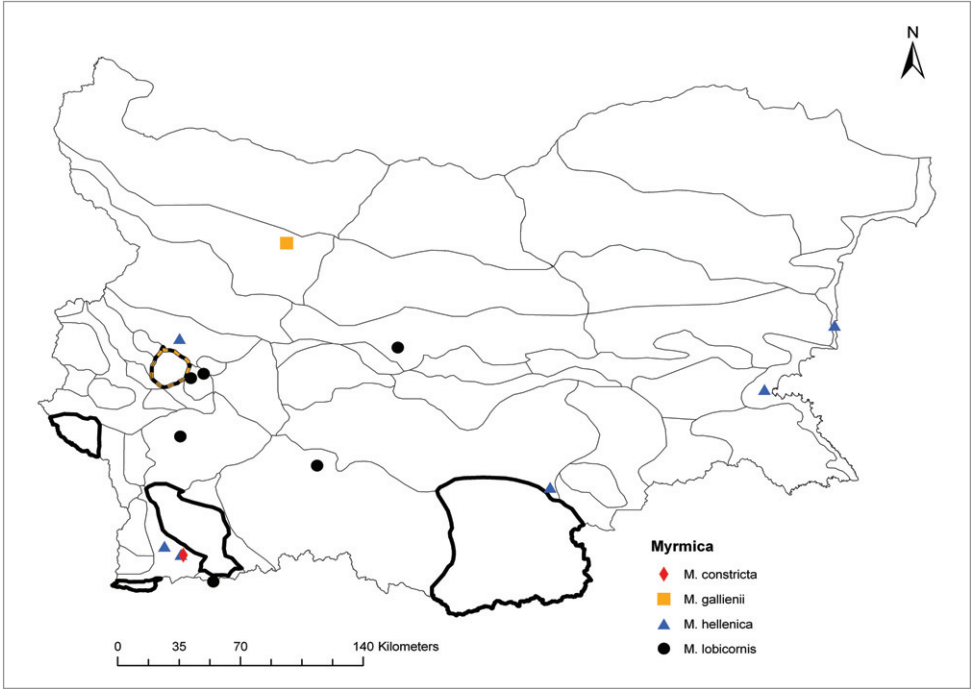 N
Myrmica
M. constricta
M. gallienii
M. hellenica
M. lobicornis
0 35 70 140 Kilometers